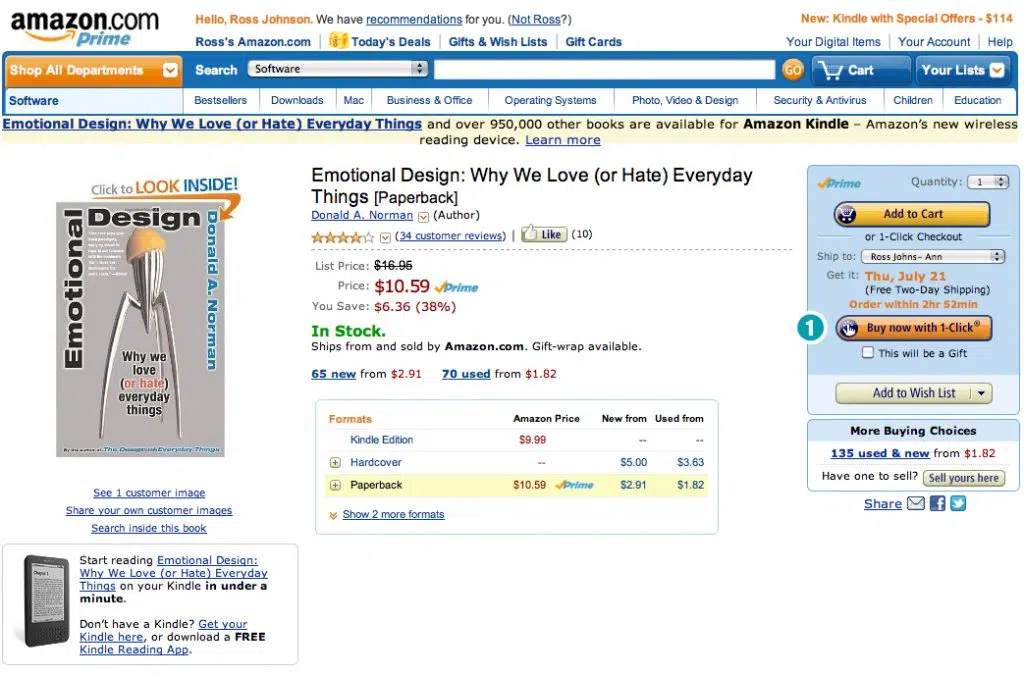 amazon.com
Prime
Hello, Ross Johnson. We have recommendations for you. (Not Ross?)
New: Kindle with Special Offers - $114
Ross's Amazon.com | Today's Deals | Gifts & Wish Lists | Gift Cards
Your Digital Items | Your Account | Help
Shop All Departments
Search Software GO Cart Your Lists
Software Bestsellers Downloads Mac Business & Office Operating Systems Photo, Video & Design Security & Antivirus Children Education
Emotional Design: Why We Love (or Hate) Everyday Things and over 950,000 other books are available for Amazon Kindle – Amazon's new wireless
reading device. Learn more
Click to LOOK INSIDE!
Emotional
Design
Donald A. Norman
Why we
love
(or hate)
everyday
things
By the author of The Design of Everyday Things
See 1 customer image
Share your own customer images
Search inside this book
Start reading Emotional Design:
Why We Love (or Hate) Everyday
Things on your Kindle in under a
minute.
Don't have a Kindle? Get your
Kindle here, or download a FREE
Kindle Reading App.
Emotional Design: Why We Love (or Hate) Everyday
Things [Paperback]
Donald A. Norman (Author)
(34 customer reviews) | Like (10)
List Price: $16.95
Price: $10.59 Prime
You Save: $6.36 (38%)
In Stock.
Ships from and sold by Amazon.com. Gift-wrap available.
65 new from $2.91 70 used from $1.82
Formats Amazon Price New from Used from
Kindle Edition $9.99 -- --
Hardcover -- $5.00 $3.63
Paperback $10.59 Prime $2.91 $1.82
Show 2 more formats
Prime Quantity: 1
Add to Cart
or 1-Click Checkout
Ship to: Ross Johns- Ann
Get it: Thu, July 21
(Free Two-Day Shipping)
Order within 2hr 52min
1 Buy now with 1-Click®
This will be a Gift
Add to Wish List
More Buying Choices
135 used & new from $1.82
Have one to sell? Sell yours here
Share